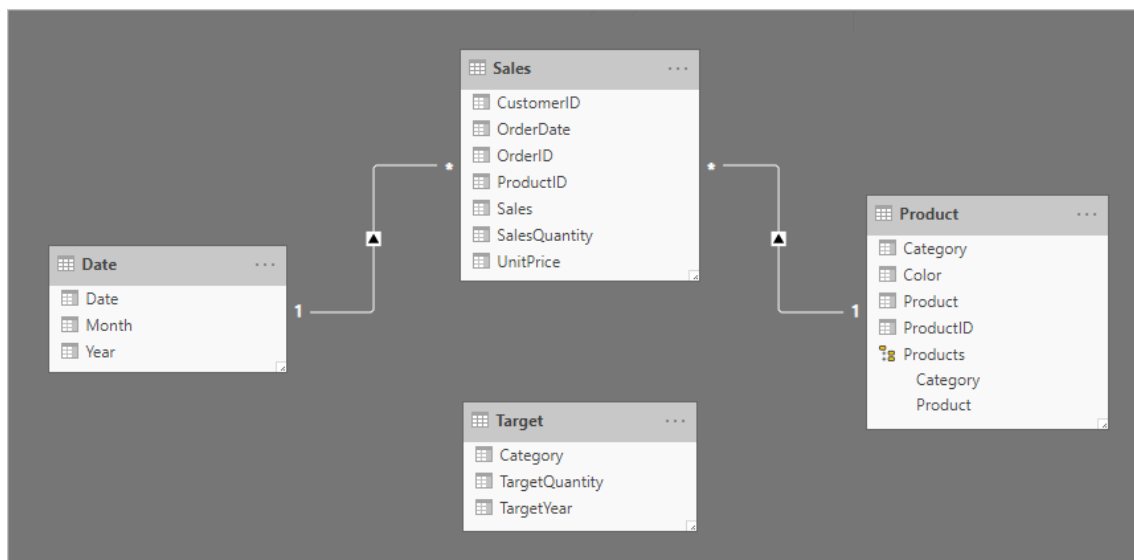 Sales
CustomerID
OrderDate
OrderID
ProductID
Sales
SalesQuantity
UnitPrice
*
*
Date
Date
Month
Year
1
Product
Category
Color
Product
ProductID
Products
Category
Product
1
Target
Category
TargetQuantity
TargetYear